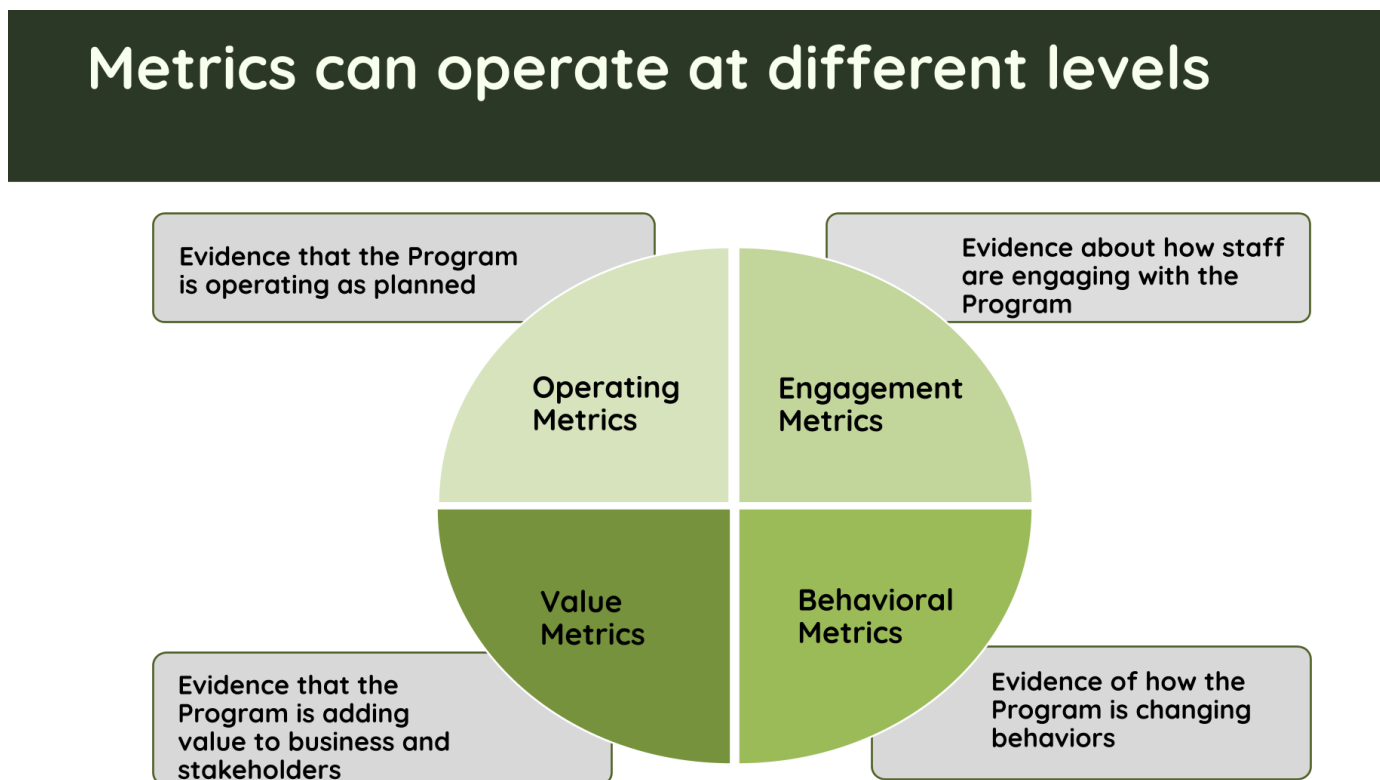 Metrics can operate at different levels
Evidence that the Program
is operating as planned
Evidence about how staff
are engaging with the
Program
Operating
Metrics
Engagement
Metrics
Value
Metrics
Behavioral
Metrics
Evidence that the
Program is adding
value to business and
stakeholders
Evidence of how the
Program is changing
behaviors